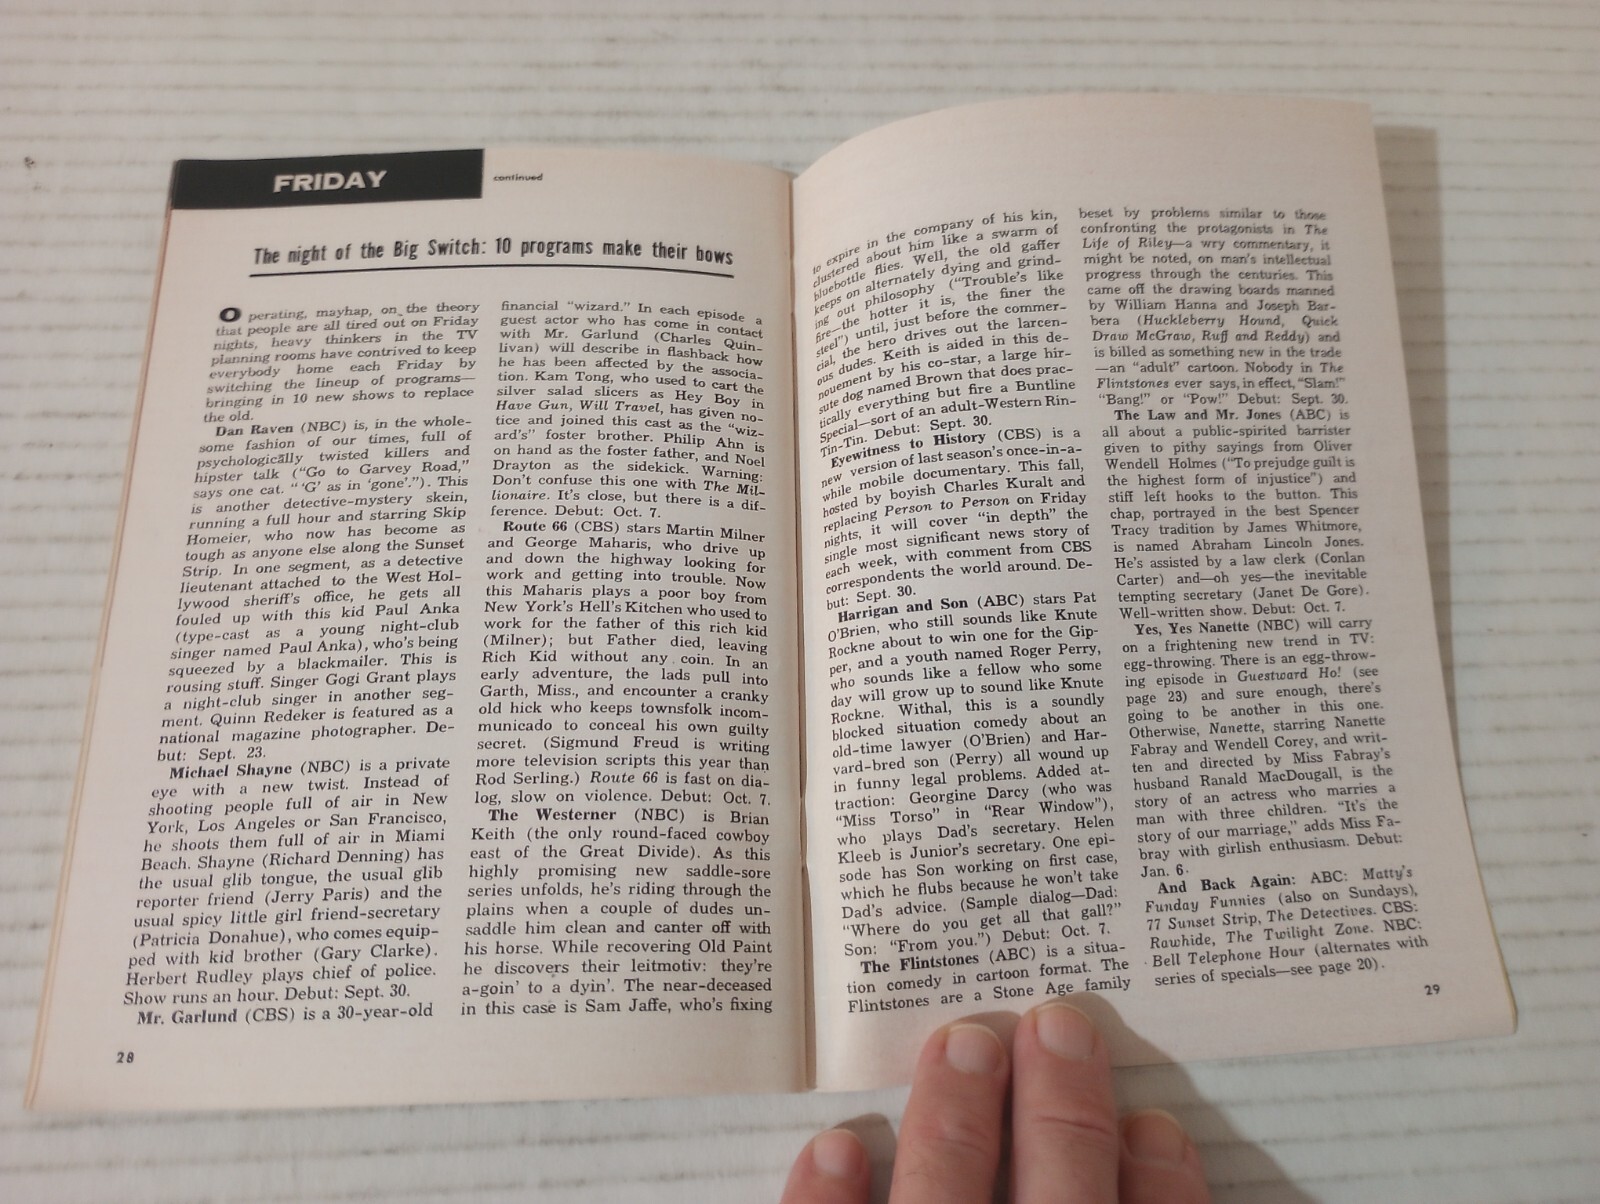 FRIDAY
continued
The night of the Big Switch: 10 programs make their bows
Operating, mayhap, on the theory
that people are all tired out on Friday
nights, heavy thinkers in the TV
planning rooms have contrived to keep
everybody home each Friday by
switching the lineup of programs—
bringing in 10 new shows to replace
the old.
Dan Raven (NBC) is, in the whole-
some fashion of our times, full of
psychologically twisted killers and
hipster talk ("Go to Garvey Road,"
says one cat. " 'G' as in 'gone'."). This
is another detective-mystery skein,
running a full hour and starring Skip
Homeier, who now has become as
tough as anyone else along the Sunset
Strip. In one segment, as a detective
lieutenant attached to the West Hol-
lywood sheriff's office, he gets all
fouled up with this kid Paul Anka
(type-cast as a young night-club
singer named Paul Anka), who's being
squeezed by a blackmailer. This is
rousing stuff. Singer Gogi Grant plays
a night-club singer in another seg-
ment. Quinn Redeker is featured as a
national magazine photographer. De-
but: Sept. 23.
Michael Shayne (NBC) is a private
eye with a new twist. Instead of
shooting people full of air in New
York, Los Angeles or San Francisco,
he shoots them full of air in Miami
Beach. Shayne (Richard Denning) has
the usual glib tongue, the usual glib
reporter friend (Jerry Paris) and the
usual spicy little girl friend-secretary
(Patricia Donahue), who comes equip-
ped with kid brother (Gary Clarke).
Herbert Rudley plays chief of police.
Show runs an hour. Debut: Sept. 30.
Mr. Garlund (CBS) is a 30-year-old
financial "wizard." In each episode a
guest actor who has come in contact
with Mr. Garlund (Charles Quin-
livan) will describe in flashback how
he has been affected by the associa-
tion. Kam Tong, who used to cart the
silver salad slicers as Hey Boy in
Have Gun, Will Travel, has given no-
tice and joined this cast as the "wiz-
ard's" foster brother. Philip Ahn is
on hand as the foster father, and Noel
Drayton as the sidekick. Warning:
Don't confuse this one with The Mil-
lionaire. It's close, but there is a dif-
ference. Debut: Oct. 7.
Route 66 (CBS) stars Martin Milner
and George Maharis, who drive up
and down the highway looking for
work and getting into trouble. Now
this Maharis plays a poor boy from
New York's Hell's Kitchen who used to
work for the father of this rich kid
(Milner); but Father died, leaving
Rich Kid without any coin. In an
early adventure, the lads pull into
Garth, Miss., and encounter a cranky
old hick who keeps townsfolk incom-
municado to conceal his own guilty
secret. (Sigmund Freud is writing
more television scripts this year than
Rod Serling.) Route 66 is fast on dia-
log, slow on violence. Debut: Oct. 7.
The Westerner (NBC) is Brian
Keith (the only round-faced cowboy
east of the Great Divide). As this
highly promising new saddle-sore
series unfolds, he's riding through the
plains when a couple of dudes un-
saddle him clean and canter off with
his horse. While recovering Old Paint
he discovers their leitmotiv: they're
a-goin' to a dyin'. The near-deceased
in this case is Sam Jaffe, who's fixing
28
to expire in the company of his kin,
clustered about him like a swarm of
bluebottle flies. Well, the old gaffer
keeps on alternately dying and grind-
ing out philosophy ("Trouble's like
fire—the hotter it is, the finer the
steel") until, just before the commer-
cial, the hero drives out the larcen-
ous dudes. Keith is aided in this de-
nouement by his co-star, a large hir-
sute dog named Brown that does prac-
tically everything but fire a Buntline
Special—sort of an adult-Western Rin-
Tin-Tin. Debut: Sept. 30.
Eyewitness to History (CBS) is a
new version of last season's once-in-a-
while mobile documentary. This fall,
hosted by boyish Charles Kuralt and
replacing Person to Person on Friday
nights, it will cover "in depth" the
single most significant news story of
each week, with comment from CBS
correspondents the world around. De-
but: Sept. 30.
Harrigan and Son (ABC) stars Pat
O'Brien, who still sounds like Knute
Rockne about to win one for the Gip-
per, and a youth named Roger Perry,
who sounds like a fellow who some
day will grow up to sound like Knute
Rockne. Withal, this is a soundly
blocked situation comedy about an
old-time lawyer (O'Brien) and Har-
vard-bred son (Perry) all wound up
in funny legal problems. Added at-
traction: Georgine Darcy (who was
"Miss Torso" in "Rear Window"),
who plays Dad's secretary. Helen
Kleeb is Junior's secretary. One epi-
sode has Son working on first case,
which he flubs because he won't take
Dad's advice. (Sample dialog—Dad:
"Where do you get all that gall?"
Son: "From you.") Debut: Oct. 7.
The Flintstones (ABC) is a situa-
tion comedy in cartoon format. The
Flintstones are a Stone Age family
beset by problems similar to those
confronting the protagonists in The
Life of Riley—a wry commentary, it
might be noted, on man's intellectual
progress through the centuries. This
came off the drawing boards manned
by William Hanna and Joseph Bar-
bera (Huckleberry Hound, Quick
Draw McGraw, Ruff and Reddy) and
is billed as something new in the trade
—an "adult" cartoon. Nobody in The
Flintstones ever says, in effect, "Slam!"
"Bang!" or "Pow!" Debut: Sept. 30.
The Law and Mr. Jones (ABC) is
all about a public-spirited barrister
given to pithy sayings from Oliver
Wendell Holmes ("To prejudge guilt is
the highest form of injustice") and
stiff left hooks to the button. This
chap, portrayed in the best Spencer
Tracy tradition by James Whitmore,
is named Abraham Lincoln Jones.
He's assisted by a law clerk (Conlan
Carter) and—oh yes—the inevitable
tempting secretary (Janet De Gore).
Well-written show. Debut: Oct. 7.
Yes, Yes Nanette (NBC) will carry
on a frightening new trend in TV:
egg-throwing. There is an egg-throw-
ing episode in Guestward Ho! (see
page 23) and sure enough, there's
going to be another in this one.
Otherwise, Nanette, starring Nanette
Fabray and Wendell Corey, and writ-
ten and directed by Miss Fabray's
husband Ranald MacDougall, is the
story of an actress who marries a
man with three children. "It's the
story of our marriage," adds Miss Fa-
bray with girlish enthusiasm. Debut:
Jan. 6.
And Back Again: ABC: Matty's
Funday Funnies (also on Sundays),
77 Sunset Strip, The Detectives. CBS:
Rawhide, The Twilight Zone. NBC:
Bell Telephone Hour (alternates with
series of specials—see page 20).
29